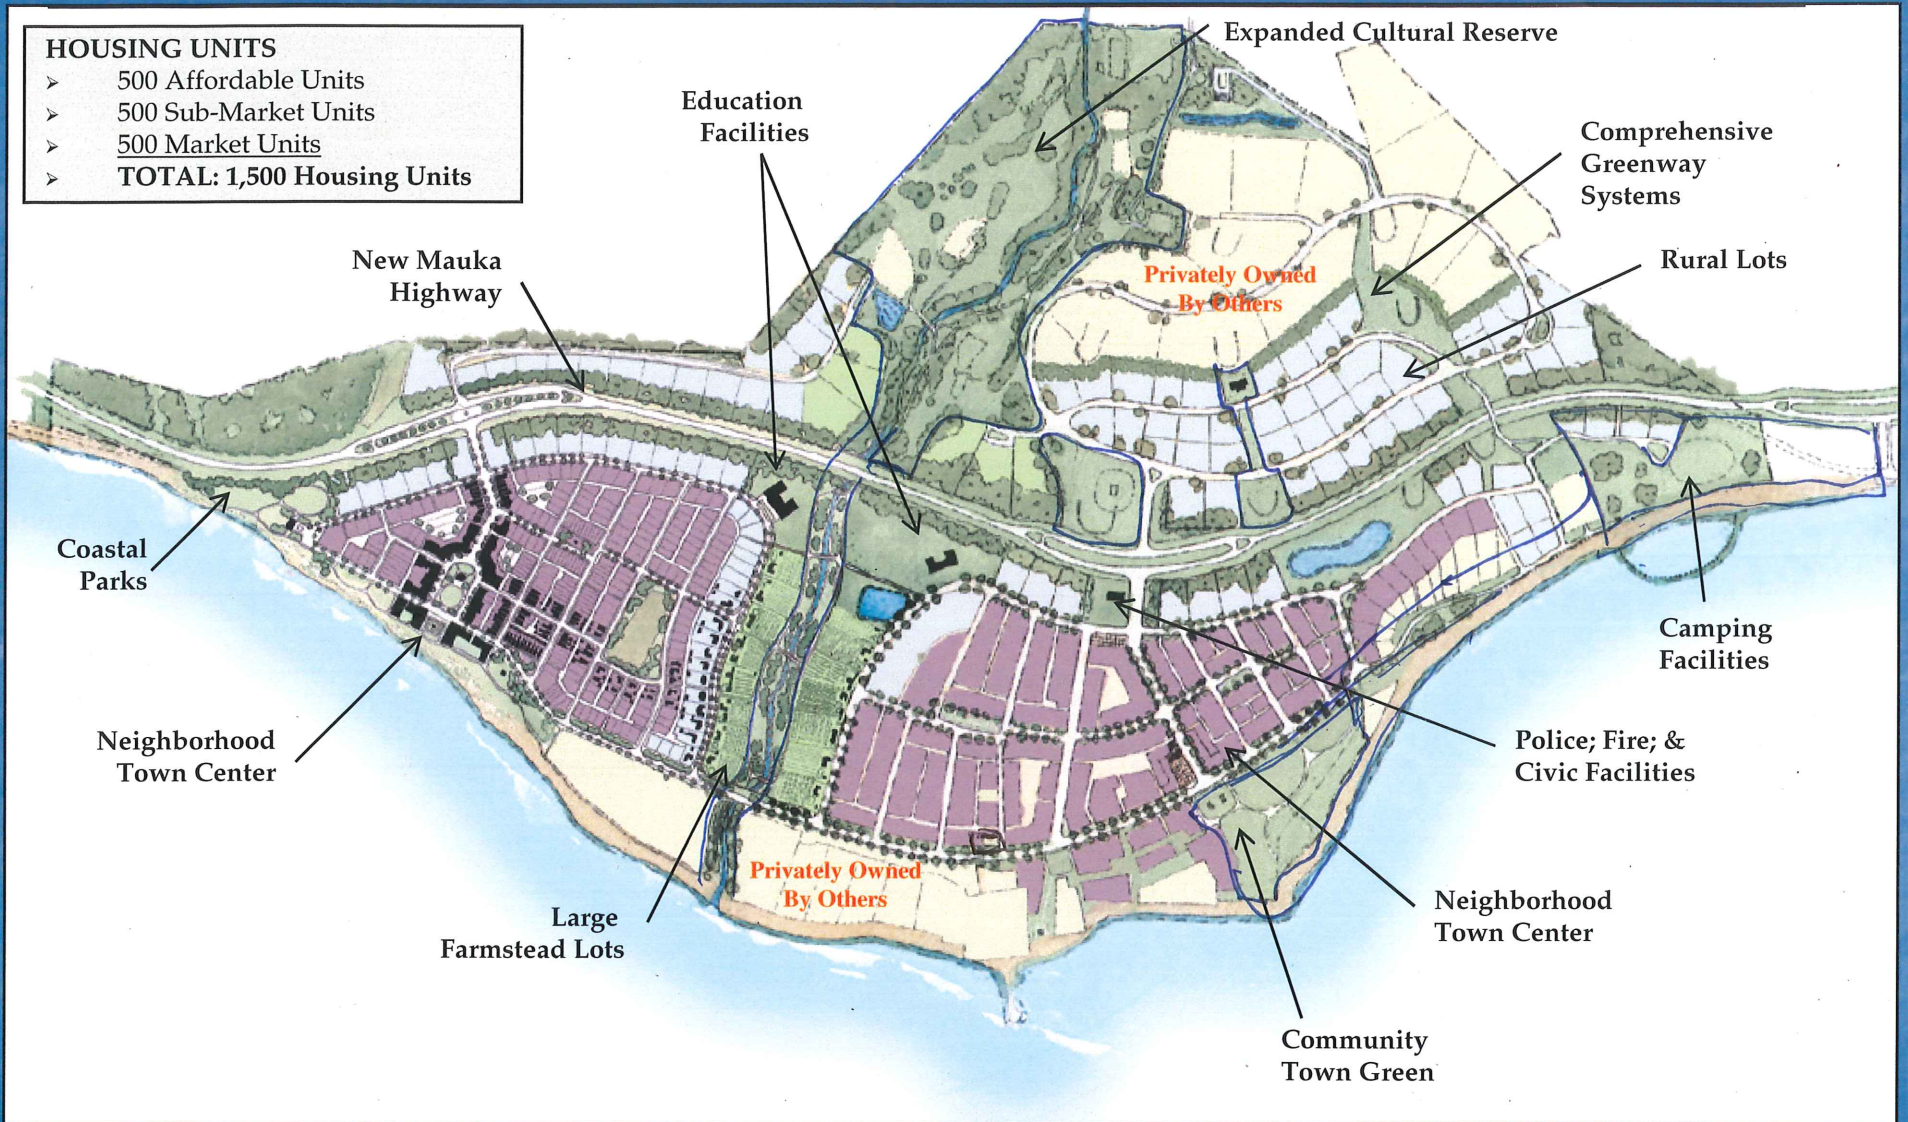 HOUSING UNITS
➢ 500 Affordable Units
➢ 500 Sub-Market Units
➢ 500 Market Units
➢ TOTAL: 1,500 Housing Units
Expanded Cultural Reserve
Education
Facilities
Comprehensive
Greenway
Systems
New Mauka
Highway
Rural Lots
Privately Owned
By Others
Coastal
Parks
Camping
Facilities
Neighborhood
Town Center
Police; Fire; &
Civic Facilities
Privately Owned
By Others
Large
Farmstead Lots
Neighborhood
Town Center
Community
Town Green